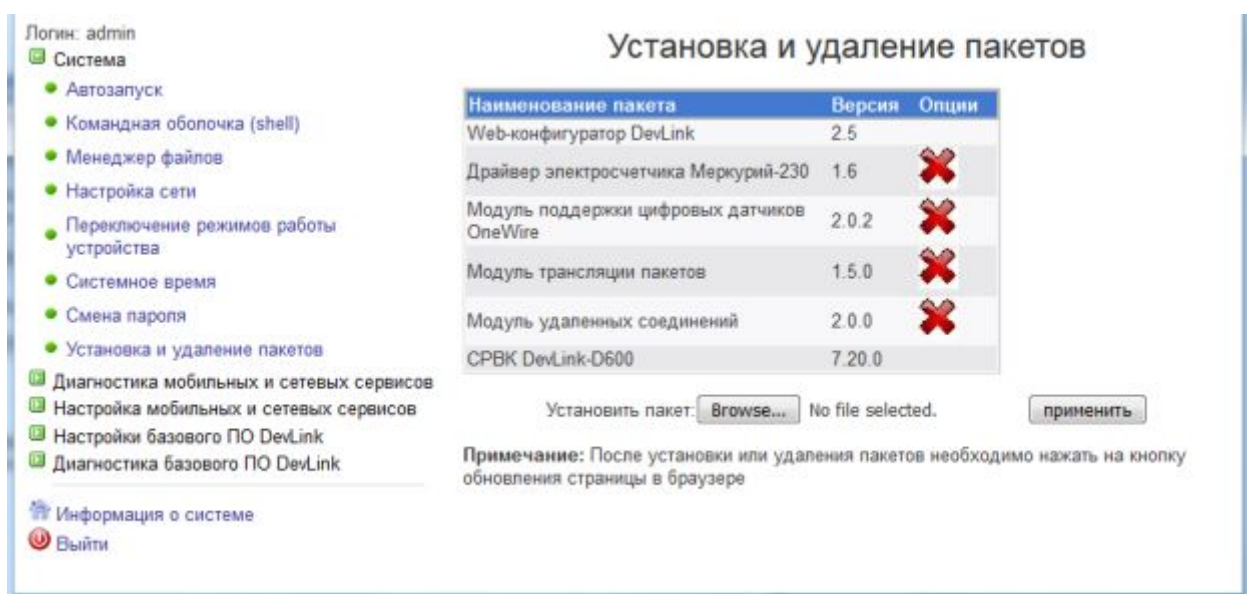 Логин: admin
Система
Автозапуск
Командная оболочка (shell)
Менеджер файлов
Настройка сети
Переключение режимов работы
устройства
Системное время
Смена пароля
Установка и удаление пакетов
Диагностика мобильных и сетевых сервисов
Настройка мобильных и сетевых сервисов
Настройки базового ПО DevLink
Диагностика базового ПО DevLink
Информация о системе
Выйти
Установка и удаление пакетов
Наименование пакета Версия Опции
Web-конфигуратор DevLink 2.5
Драйвер электросчетчика Меркурий-230 1.6
Модуль поддержки цифровых датчиков
OneWire 2.0.2
Модуль трансляции пакетов 1.5.0
Модуль удаленных соединений 2.0.0
СРВК DevLink-D600 7.20.0
Установить пакет: Browse... No file selected. применить
Примечание: После установки или удаления пакетов необходимо нажать на кнопку
обновления страницы в браузере